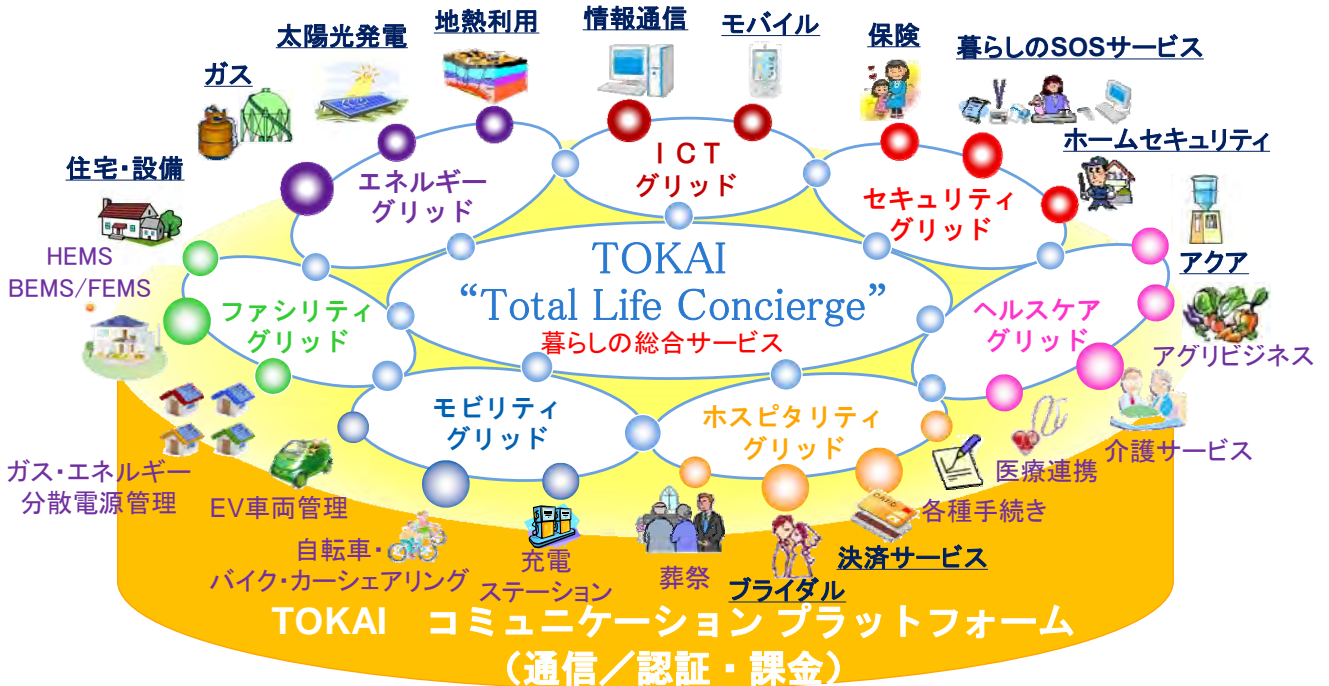 地熱利用
情報通信
モバイル
太陽光発電
保険
暮らしのSOSサービス
ガス
ホームセキュリティ
住宅・設備
ICT
グリッド
エネルギー
グリッド
セキュリティ
グリッド
アクア
HEMS
BEMS/FEMS
TOKAI
“Total Life Concierge”
暮らしの総合サービス
ファシリティ
グリッド
ヘルスケア
グリッド
アグリビジネス
モビリティ
グリッド
ホスピタリティ
グリッド
介護サービス
医療連携
ガス・エネルギー
分散電源管理
EV車両管理
各種手続き
自転車・
バイク・カーシェアリング
充電
ステーション
葬祭
ブライダル
決済サービス
TOKAI コミュニケーション プラットフォーム
（通信／認証・課金）